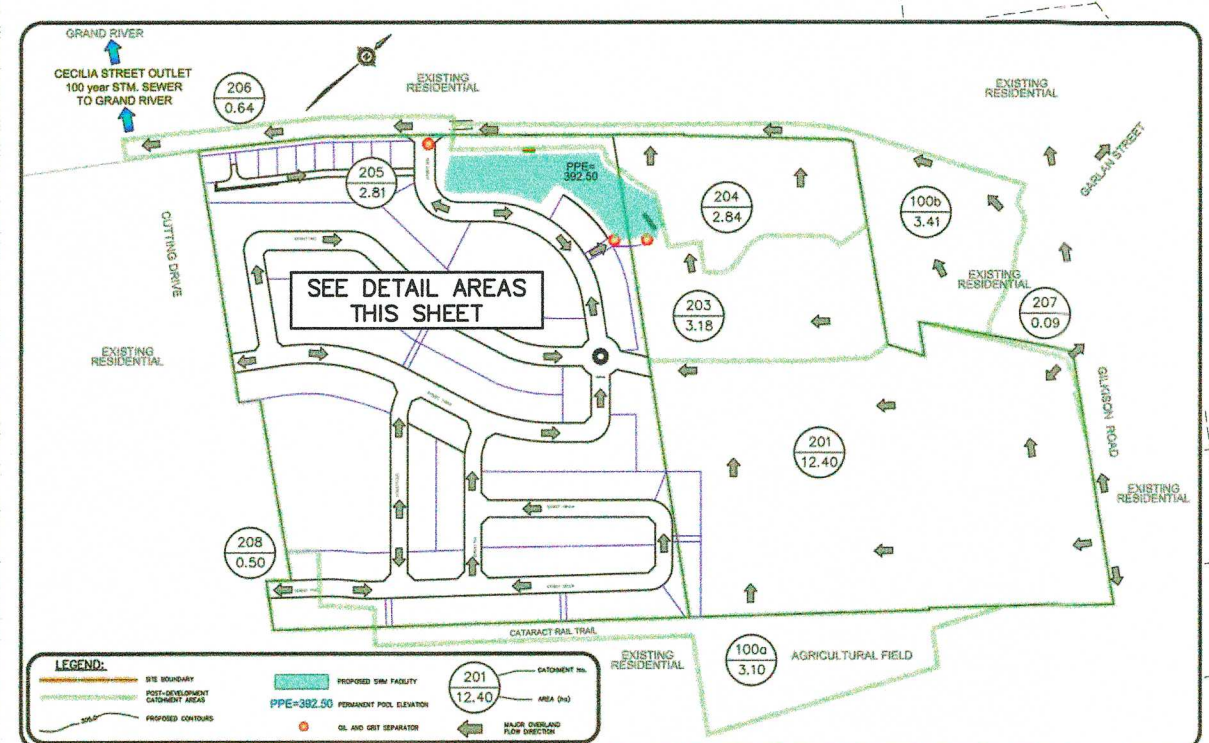 GRAND RIVER
CECILIA STREET OUTLET
100 year STM. SEWER
TO GRAND RIVER
206
0.64
EXISTING
RESIDENTIAL
EXISTING
RESIDENTIAL
GARLAN STREET
205
2.81
PPE=
392.50
204
2.84
100b
3.41
CUTTING DRIVE
SEE DETAIL AREAS
THIS SHEET
203
3.18
EXISTING
RESIDENTIAL
207
0.09
EXISTING
RESIDENTIAL
GILKISON ROAD
201
12.40
EXISTING
RESIDENTIAL
208
0.50
CATARACT RAIL TRAIL
EXISTING
RESIDENTIAL
100a
3.10
AGRICULTURAL FIELD
LEGEND:
SITE BOUNDARY
POST-DEVELOPMENT
CATCHMENT AREAS
PROPOSED CONTOURS
PROPOSED SWM FACILITY
PPE=392.50 PERMANENT POOL ELEVATION
OIL AND GRIT SEPARATOR
201
12.40
CATCHMENT No.
AREA (ha)
MAJOR OVERLAND
FLOW DIRECTION